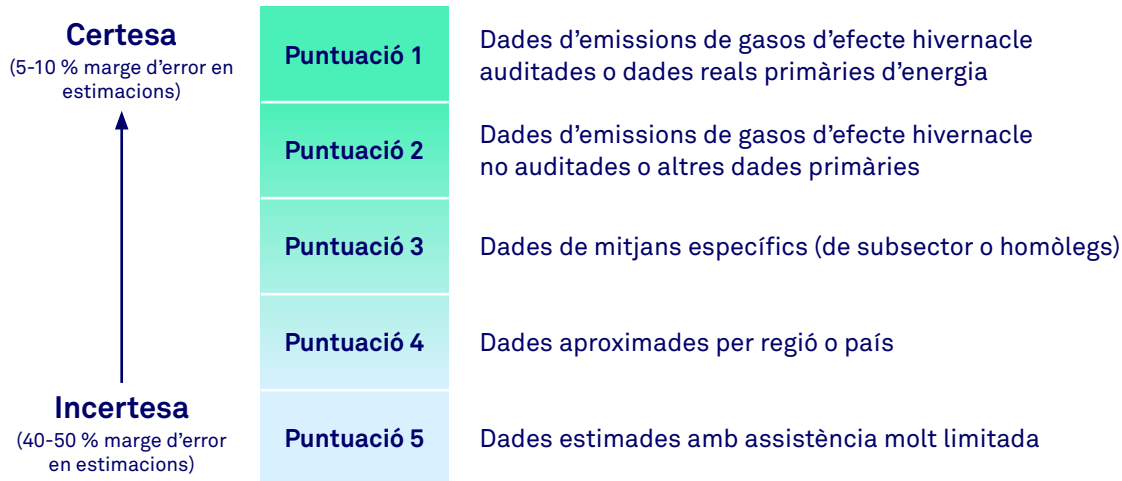 Certesa
(5-10 % marge d’error en
estimacions)
Puntuació 1
Dades d’emissions de gasos d’efecte hivernacle
auditades o dades reals primàries d’energia
Puntuació 2
Dades d’emissions de gasos d’efecte hivernacle
no auditades o altres dades primàries
Puntuació 3
Dades de mitjans específics (de subsector o homòlegs)
Puntuació 4
Dades aproximades per regió o país
Incertesa
(40-50 % marge d’error
en estimacions)
Puntuació 5
Dades estimades amb assistència molt limitada